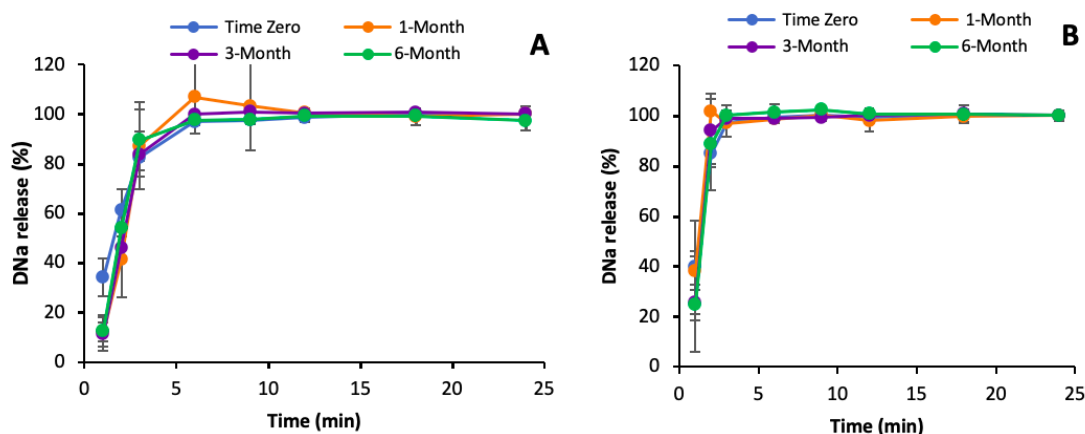 Time Zero 1-Month
3-Month 6-Month
A
120
100
80
60
40
20
0
DNa release (%)
0 5 10 15 20 25
Time (min)
Time Zero 1-Month
3-Month 6-Month
B
120
100
80
60
40
20
0
DNa release (%)
0 5 10 15 20 25
Time (min)